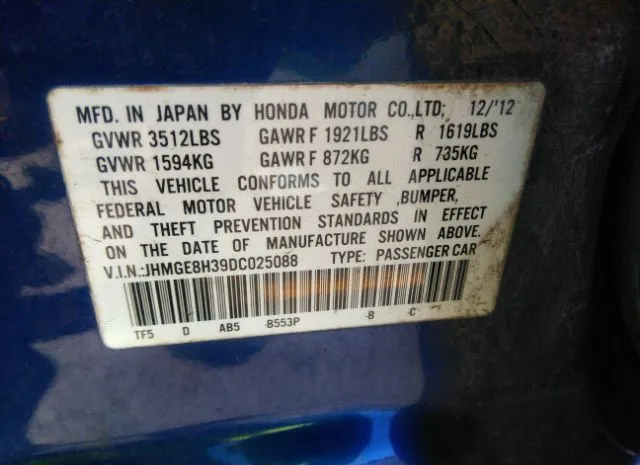 MFD. IN JAPAN BY HONDA MOTOR CO.,LTD; 12/'12
GVWR 3512LBS GAWR F 1921LBS R 1619LBS
GVWR 1594KG GAWR F 872KG R 735KG
THIS VEHICLE CONFORMS TO ALL APPLICABLE
FEDERAL MOTOR VEHICLE SAFETY ,BUMPER,
AND THEFT PREVENTION STANDARDS IN EFFECT
ON THE DATE OF MANUFACTURE SHOWN ABOVE.
V.I.N.:JHMGE8H39DC025088 TYPE: PASSENGER CAR
TF5 D AB5 -B553P -B -C